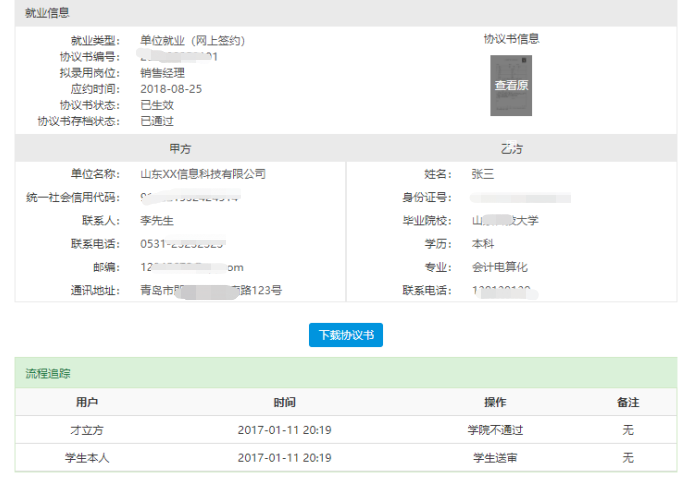 就业信息
就业类型： 单位就业（网上签约）
协议书信息
协议书编号：
拟录用岗位： 销售经理
查看原
应约时间： 2018-08-25
协议书状态： 已生效
协议书存档状态： 已通过
甲方 乙方
单位名称： 山东XX信息科技有限公司 姓名： 张三
统一社会信用代码： 身份证号：
联系人： 李先生 毕业院校： 大学
联系电话： 0531- 学历： 本科
邮编： 12 om 专业： 会计电算化
通讯地址： 青岛市 路123号 联系电话：
下载协议书
流程追踪
用户 时间 操作 备注
才立方 2017-01-11 20:19 学院不通过 无
学生本人 2017-01-11 20:19 学生送审 无